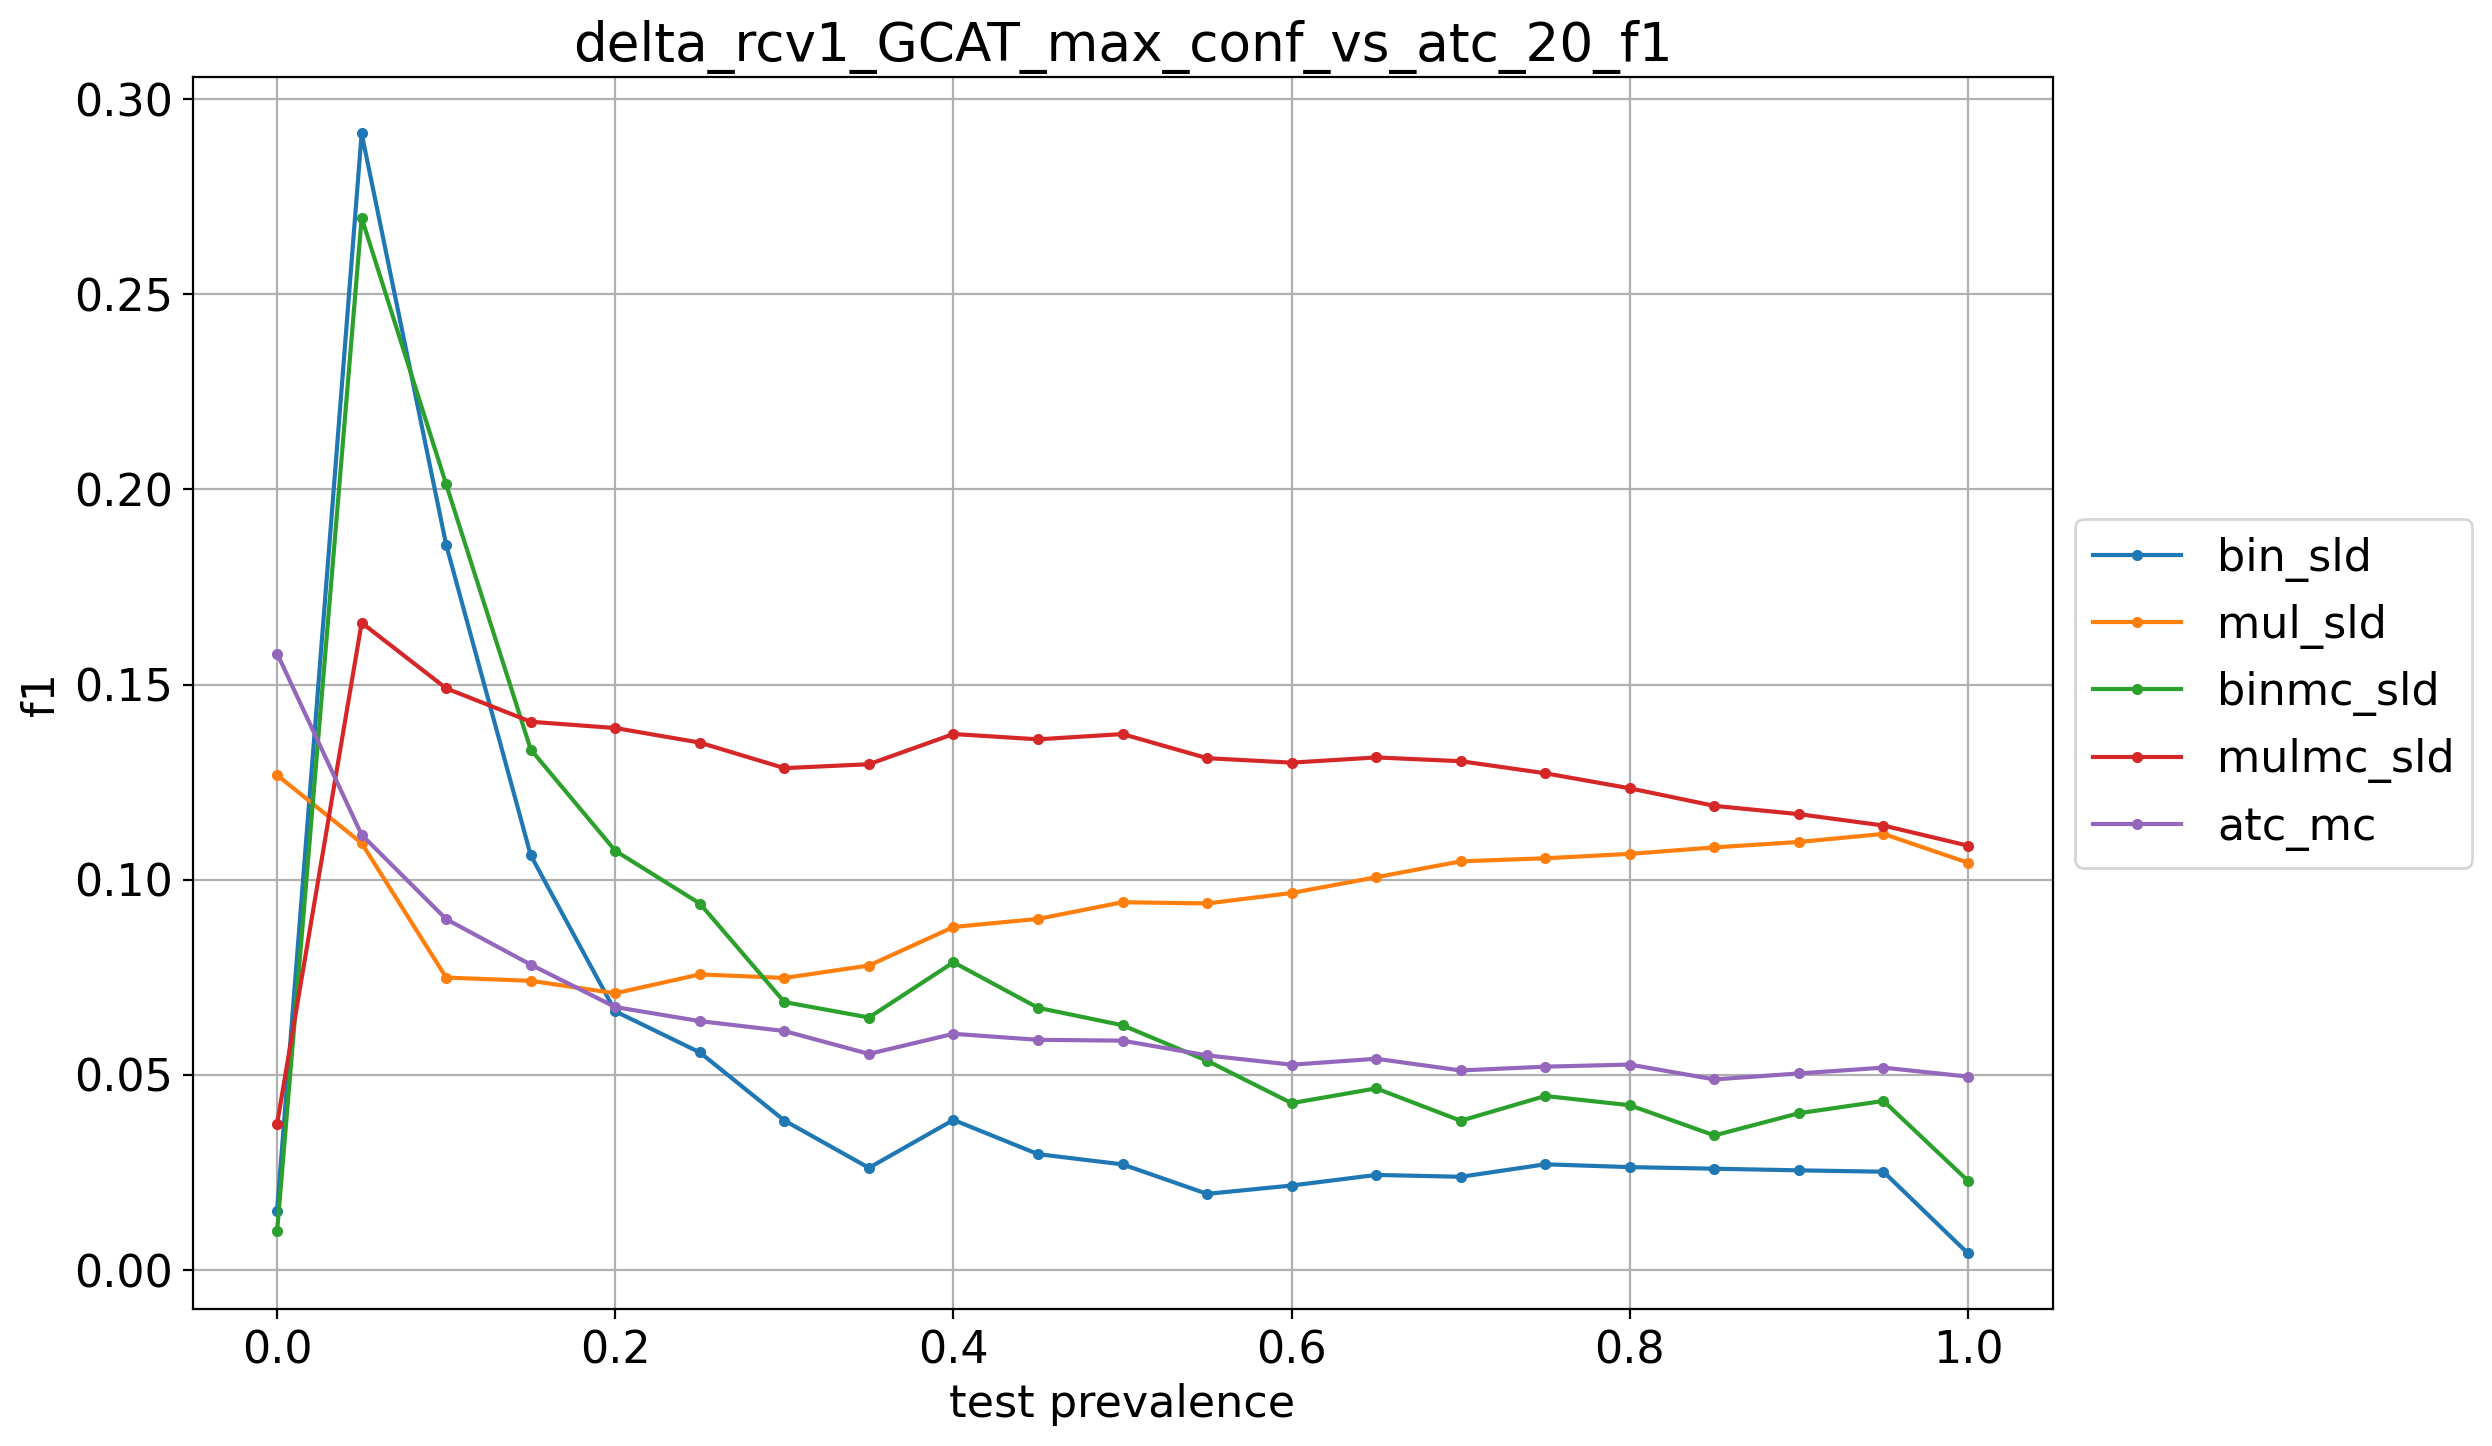 delta_rcv1_GCAT_max_conf_vs_atc_20_f1
0.30
0.25
0.20
0.15
0.10
0.05
0.00
f1
0.0 0.2 0.4 0.6 0.8 1.0
test prevalence
bin_sld
mul_sld
binmc_sld
mulmc_sld
atc_mc